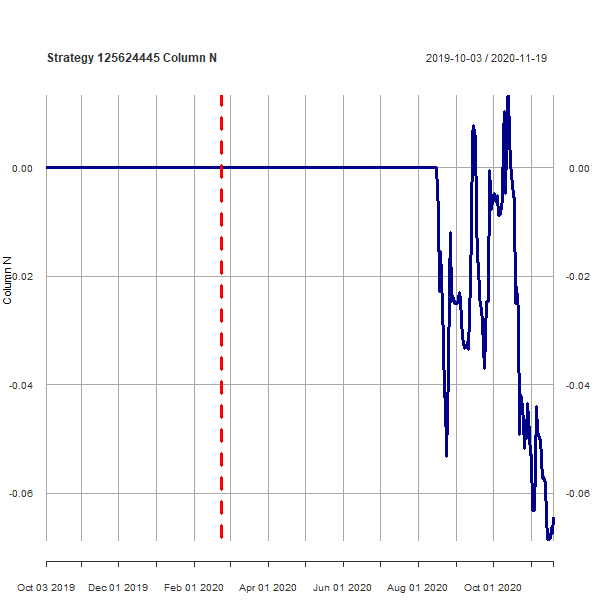 Strategy 125624445 Column N 2019-10-03 / 2020-11-19
0.00 0.00
-0.02 -0.02
Column N
-0.04 -0.04
-0.06 -0.06
Oct 03 2019 Dec 01 2019 Feb 01 2020 Apr 01 2020 Jun 01 2020 Aug 01 2020 Oct 01 2020